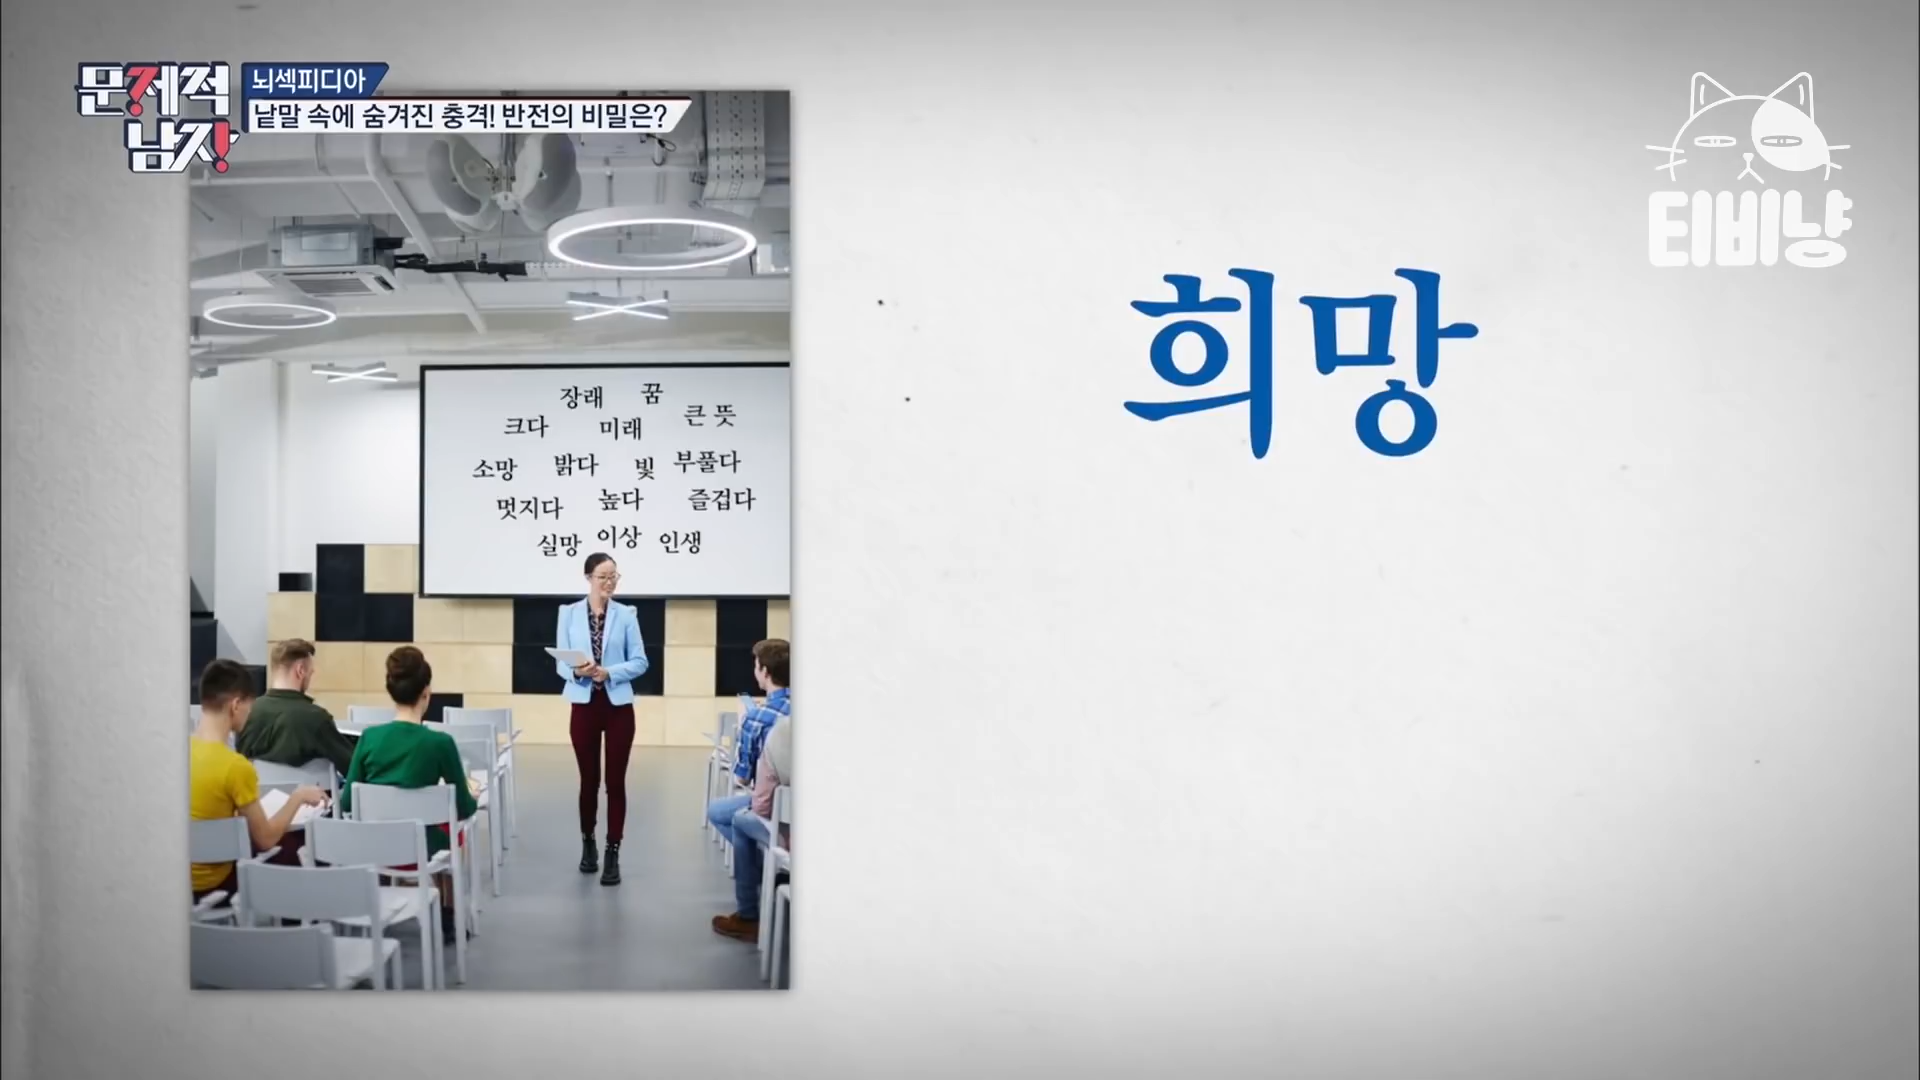 문제적
남자
뇌섹피디아
낱말 속에 숨겨진 충격! 반전의 비밀은?
티비냥
희망
장래 꿈
크다 미래 큰 뜻
소망 밝다 빛 부풀다
멋지다 높다 즐겁다
실망 이상 인생